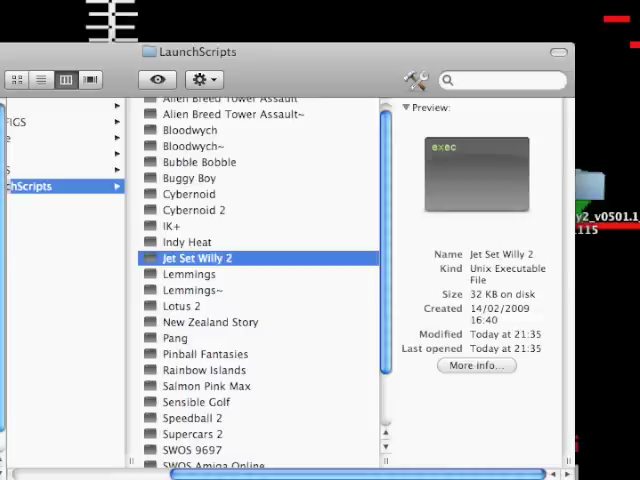 LaunchScripts
Alien Breed Tower Assault
Alien Breed Tower Assault~
Bloodwych
Bloodwych~
Bubble Bobble
Buggy Boy
Cybernoid
Cybernoid 2
IK+
Indy Heat
Jet Set Willy 2
Lemmings
Lemmings~
Lotus 2
New Zealand Story
Pang
Pinball Fantasies
Rainbow Islands
Salmon Pink Max
Sensible Golf
Speedball 2
Supercars 2
SWOS 9697
SWOS Amiga Online
FIGS
e
s
chScripts
Preview:
exec
Name Jet Set Willy 2
Kind Unix Executable
File
Size 32 KB on disk
Created 14/02/2009
16:40
Modified Today at 21:35
Last opened Today at 21:35
More info...
y2_v0501.1_
115